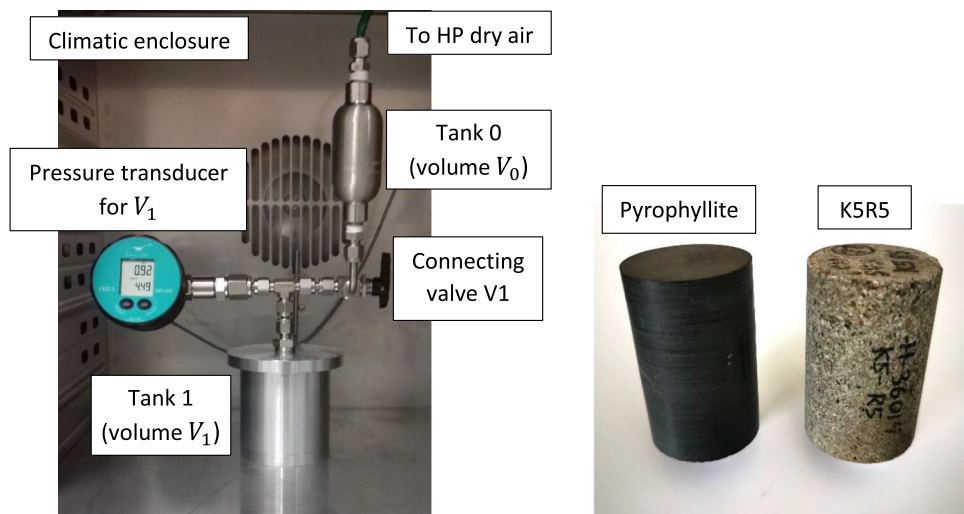 Climatic enclosure
To HP dry air
Tank 0
(volume V₀)
Pressure transducer
for V₁
0.92
4.49
Connecting
valve V1
Tank 1
(volume V₁)
Pyrophyllite
K5R5
H-36019
K5-R5